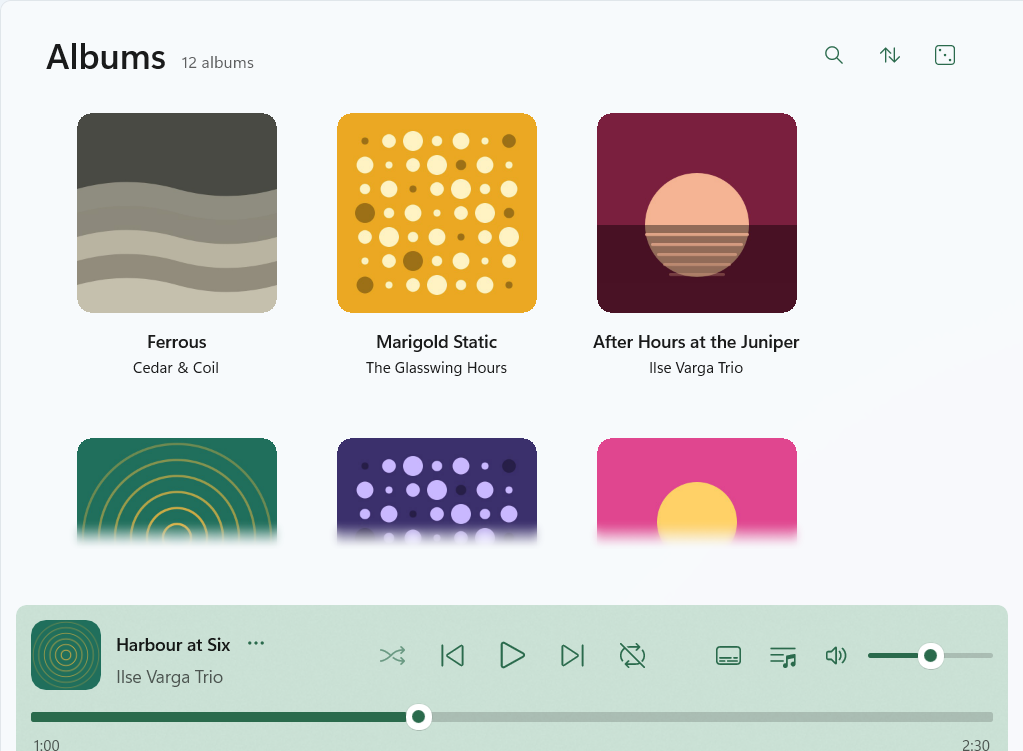 Albums 12 albums
Ferrous
Cedar & Coil
Marigold Static
The Glasswing Hours
After Hours at the Juniper
Ilse Varga Trio
Harbour at Six
Ilse Varga Trio
1:00
2:30